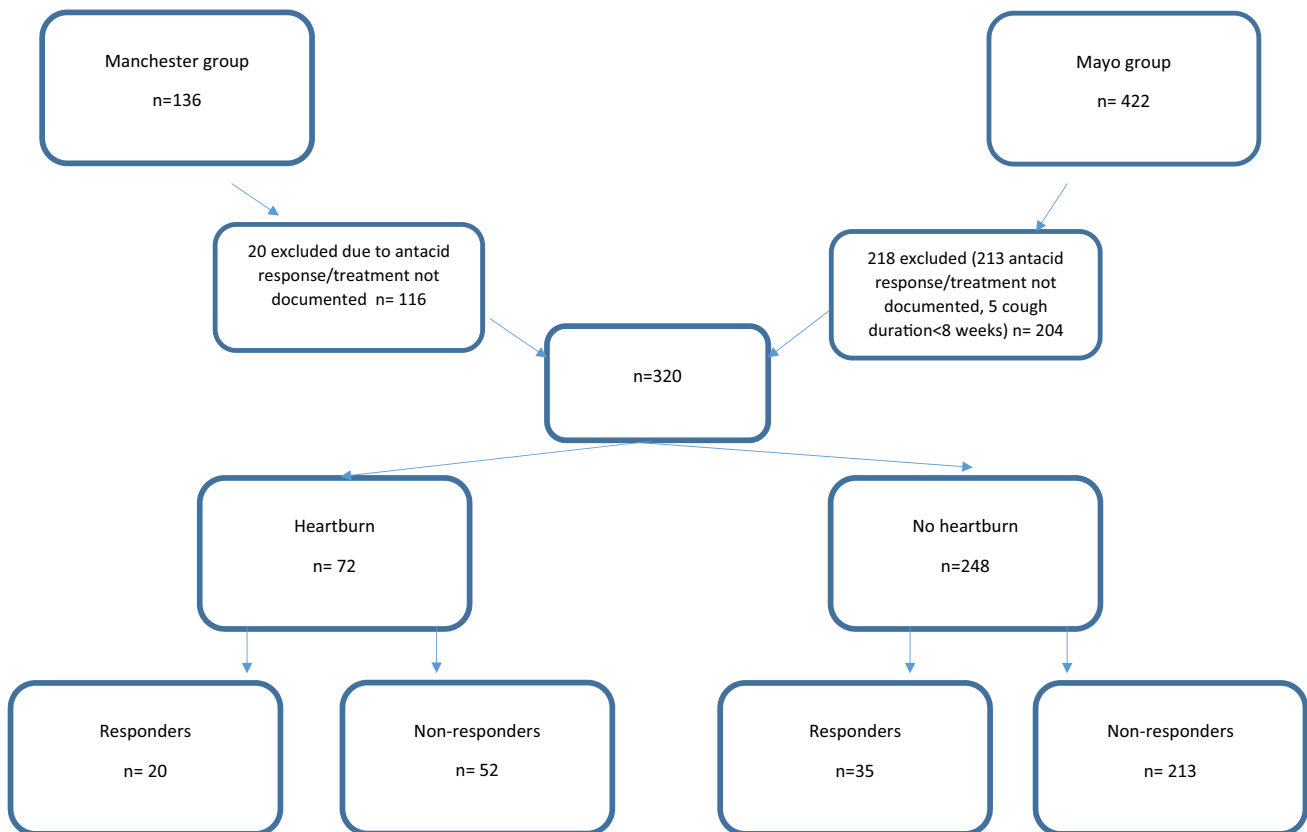 Manchester group
n=136
Mayo group
n= 422
20 excluded due to antacid
response/treatment not
documented  n= 116
218 excluded (213 antacid
response/treatment not
documented, 5 cough
duration<8 weeks) n= 204
n=320
Heartburn
n= 72
No heartburn
n=248
Responders
n= 20
Non-responders
n= 52
Responders
n=35
Non-responders
n= 213